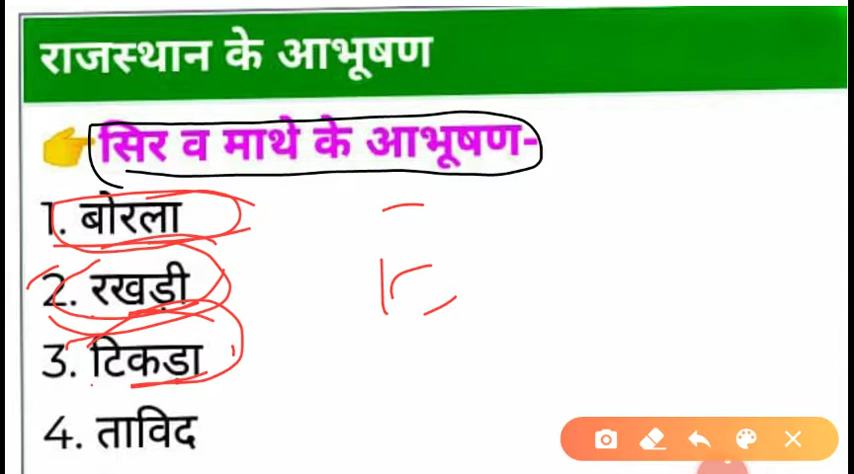 राजस्थान के आभूषण
सिर व माथे के आभूषण-
1. बोरला
2. रखड़ी
3. टिकडा
4. ताविद